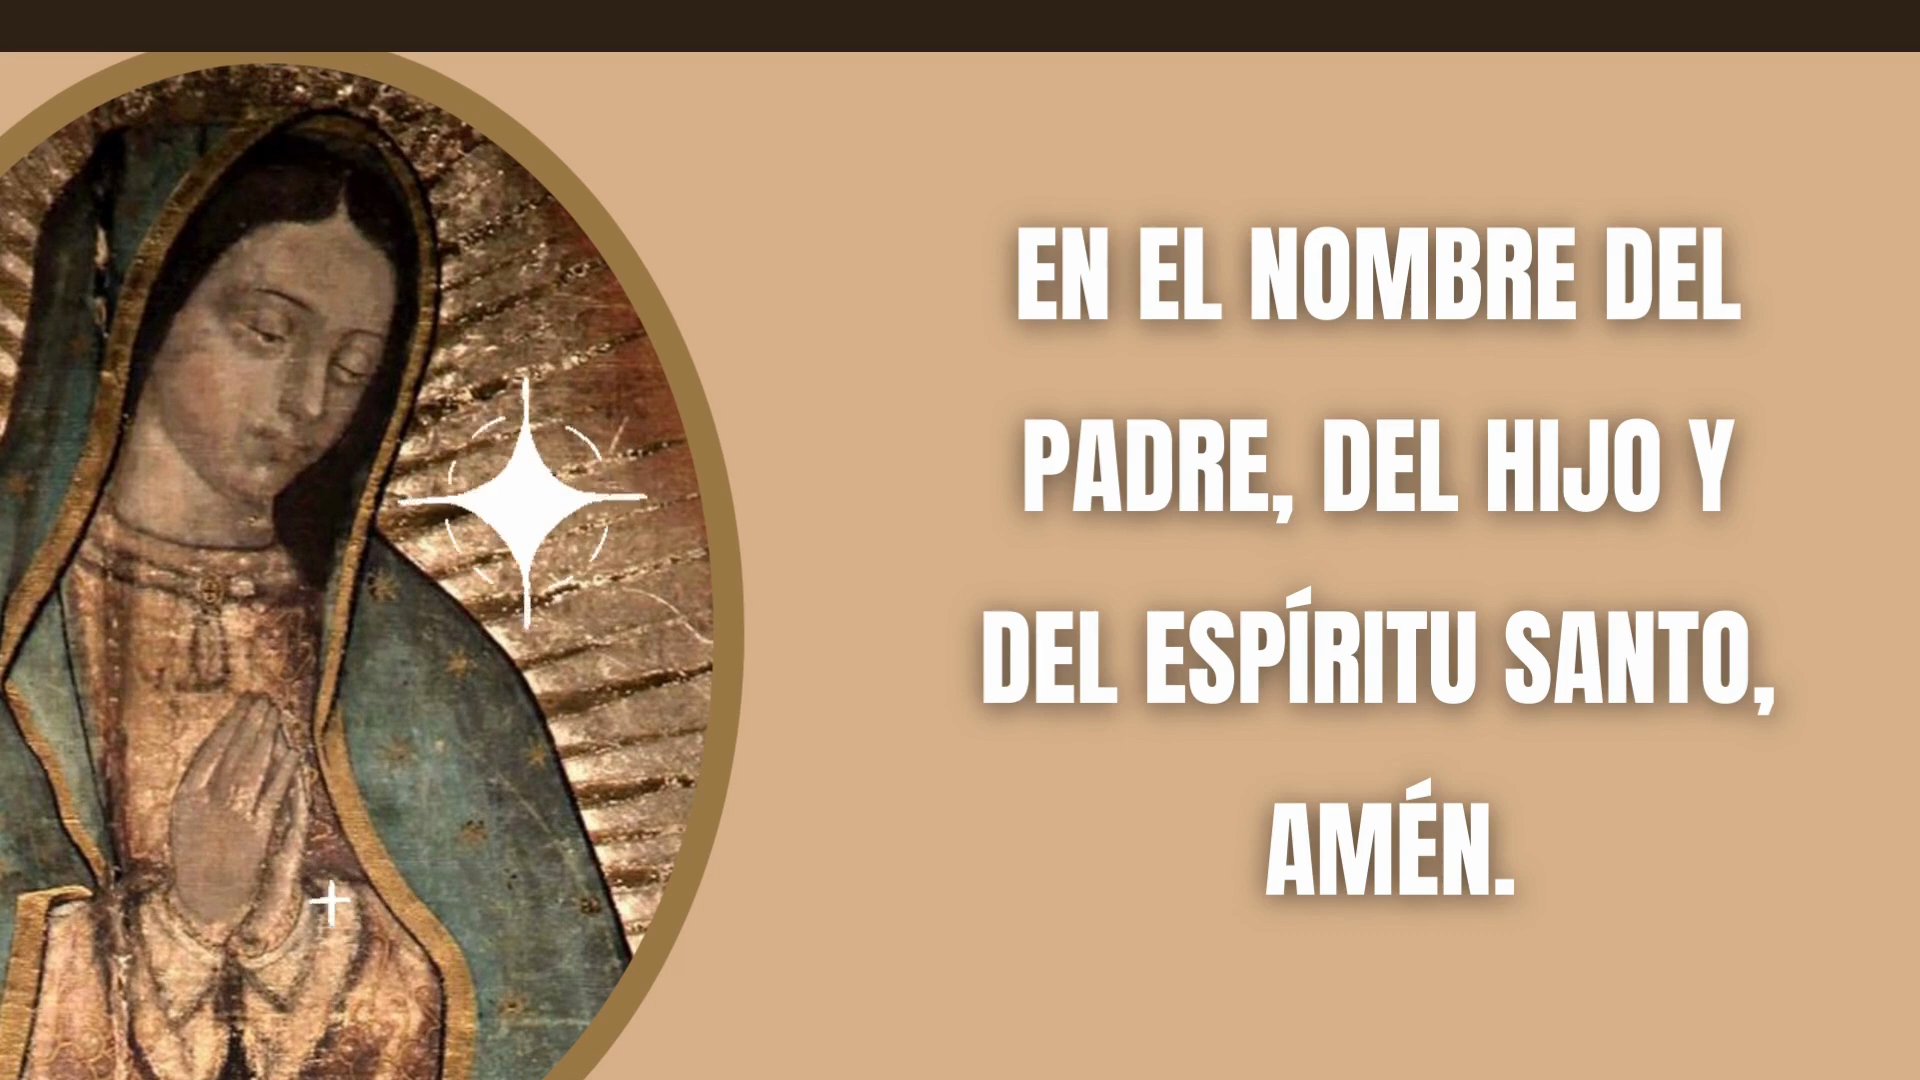 EN EL NOMBRE DEL
PADRE, DEL HIJO Y
DEL ESPÍRITU SANTO,
AMÉN.